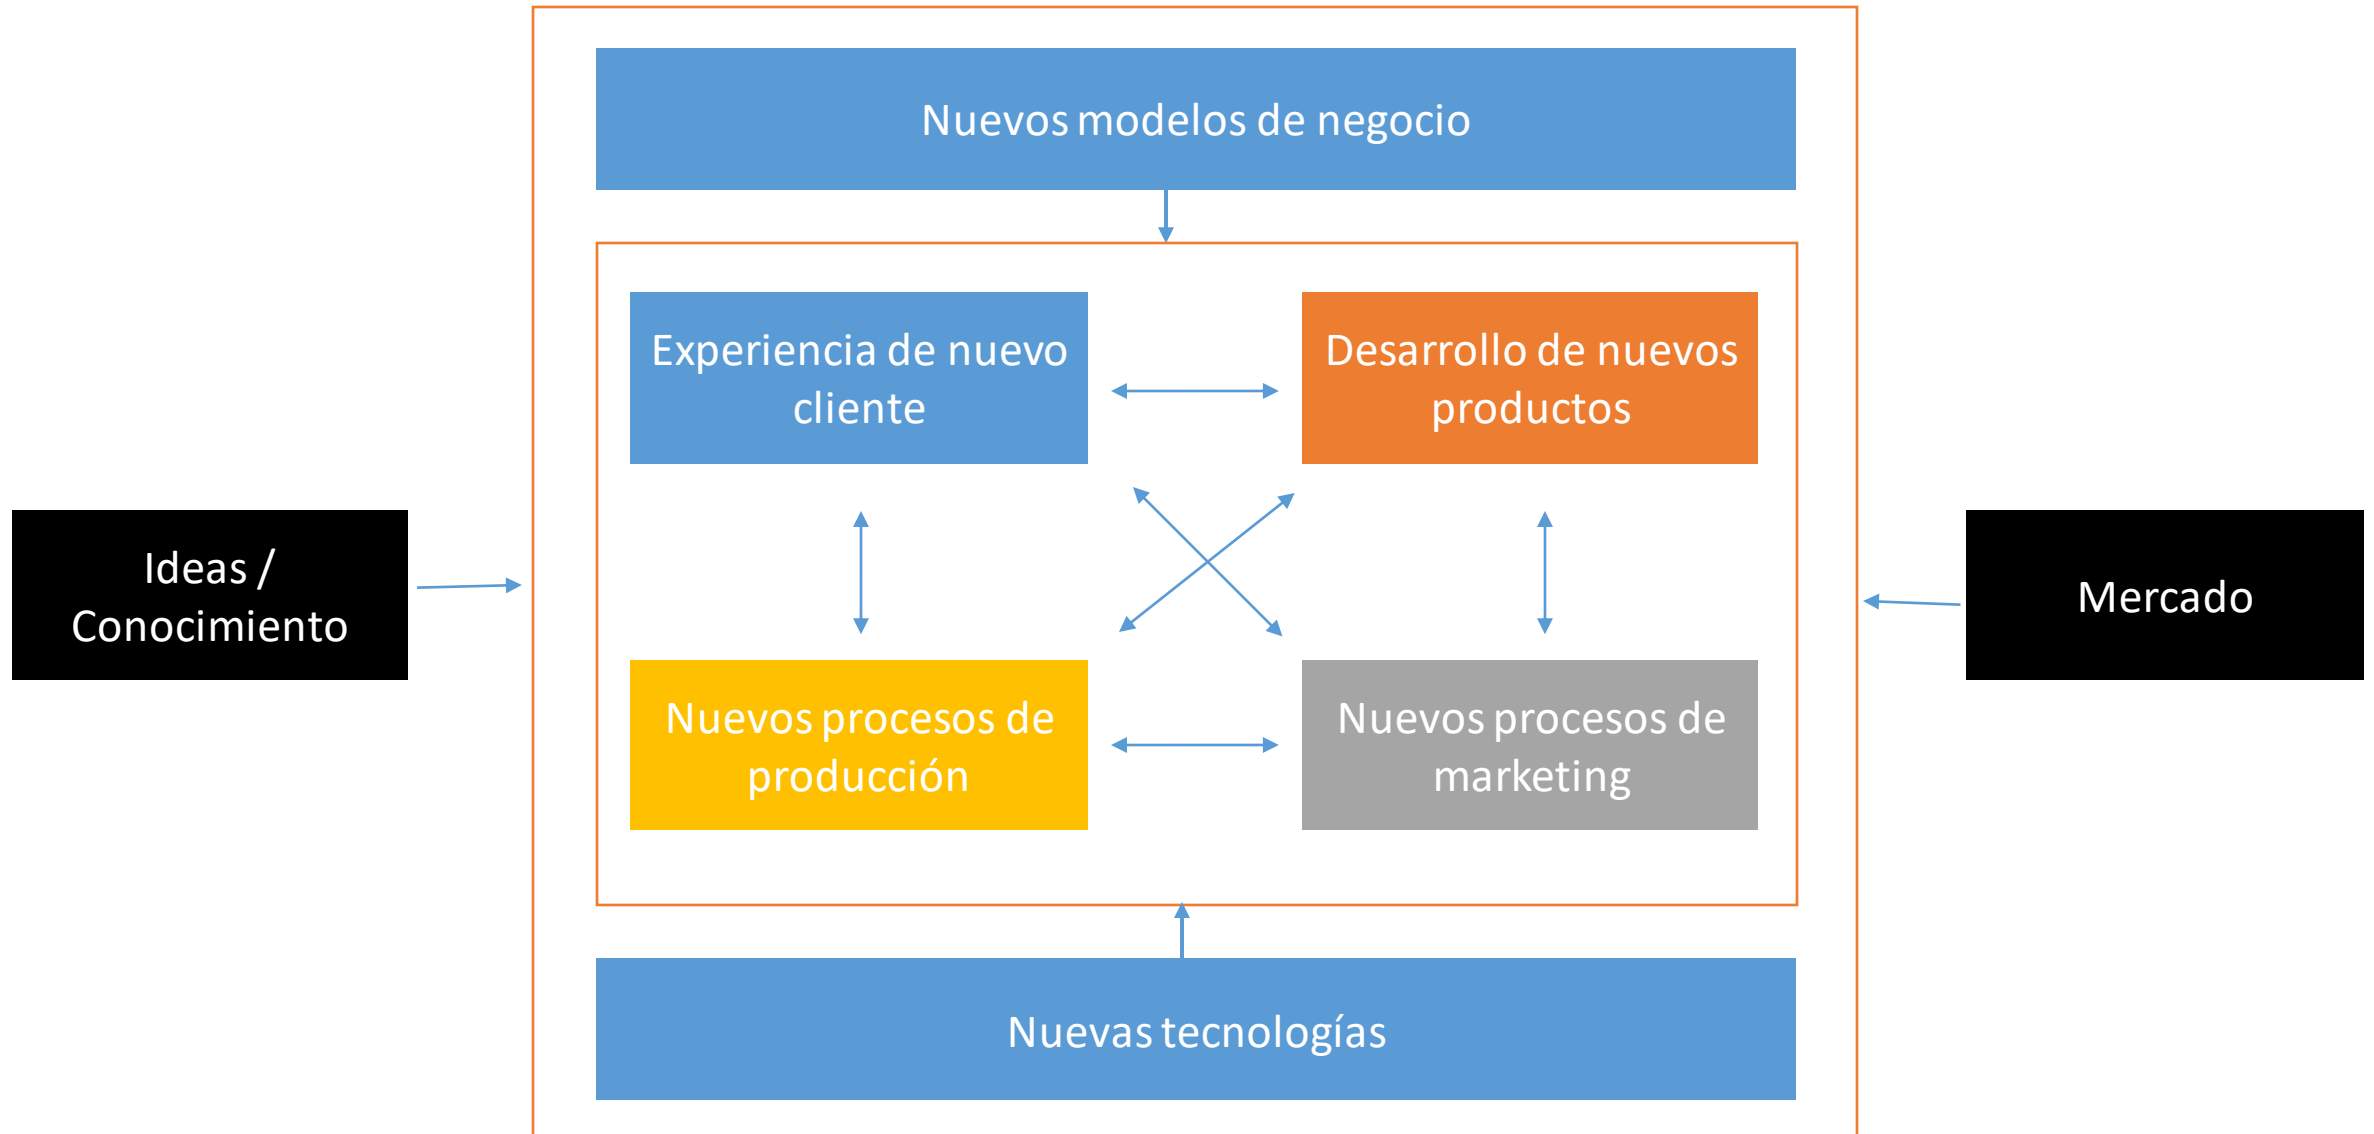 Nuevos modelos de negocio
Experiencia de nuevo
cliente
Desarrollo de nuevos
productos
Ideas /
Conocimiento
Mercado
Nuevos procesos de
producción
Nuevos procesos de
marketing
Nuevas tecnologías